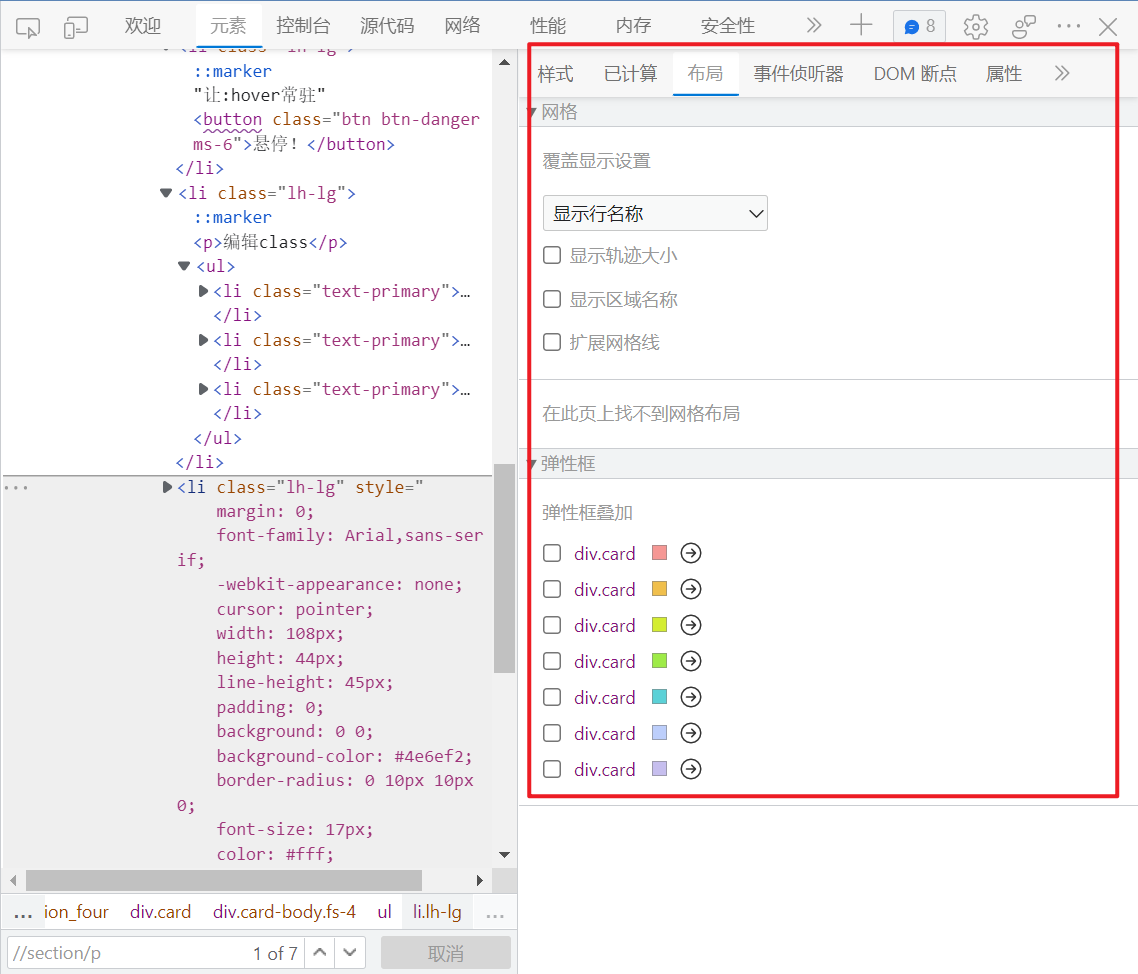 欢迎 元素 控制台 源代码 网络 性能 内存 安全性 8
<li class="lh-lg">
::marker
"让:hover常驻"
<button class="btn btn-danger
ms-6">悬停! </button>
</li>
<li class="lh-lg">
::marker
<p>编辑class</p>
<ul>
<li class="text-primary">…
</li>
<li class="text-primary">…
</li>
<li class="text-primary">…
</li>
</ul>
</li>
<li class="lh-lg" style="
margin: 0;
font-family: Arial,sans-ser
if;
-webkit-appearance: none;
cursor: pointer;
width: 108px;
height: 44px;
line-height: 45px;
padding: 0;
background: 0 0;
background-color: #4e6ef2;
border-radius: 0 10px 10px
0;
font-size: 17px;
color: #fff;
... ion_four div.card div.card-body.fs-4 ul li.lh-lg ...
//section/p 1 of 7 取消
样式 已计算 布局 事件侦听器 DOM 断点 属性
网格
覆盖显示设置
显示行名称
显示轨迹大小
显示区域名称
扩展网格线
在此页上找不到网格布局
弹性框
弹性框叠加
div.card
div.card
div.card
div.card
div.card
div.card
div.card